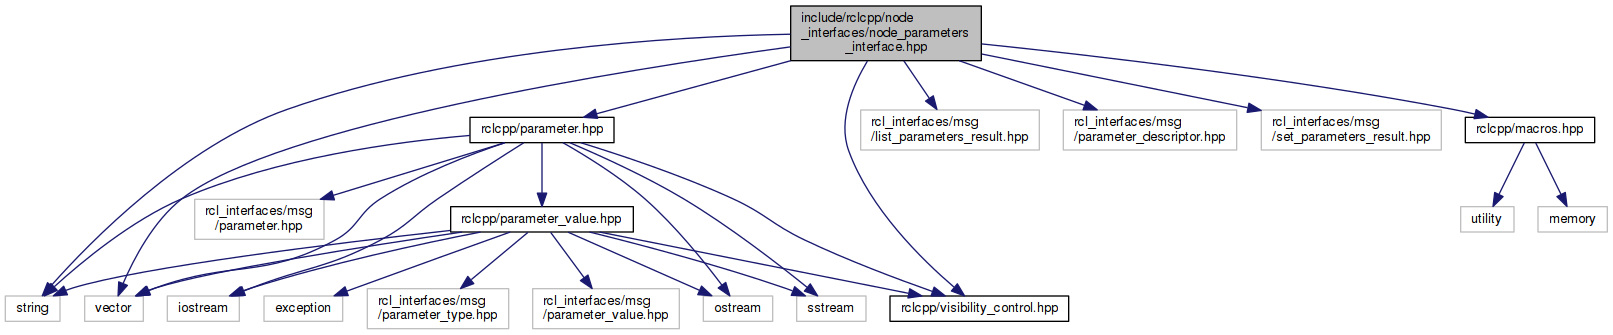 include/rclcpp/node
_interfaces/node_parameters
_interface.hpp
rclcpp/parameter.hpp
rcl_interfaces/msg
/list_parameters_result.hpp
rcl_interfaces/msg
/parameter_descriptor.hpp
rcl_interfaces/msg
/set_parameters_result.hpp
rclcpp/macros.hpp
rcl_interfaces/msg
/parameter.hpp
rclcpp/parameter_value.hpp
utility
memory
string
vector
iostream
exception
rcl_interfaces/msg
/parameter_type.hpp
rcl_interfaces/msg
/parameter_value.hpp
ostream
sstream
rclcpp/visibility_control.hpp